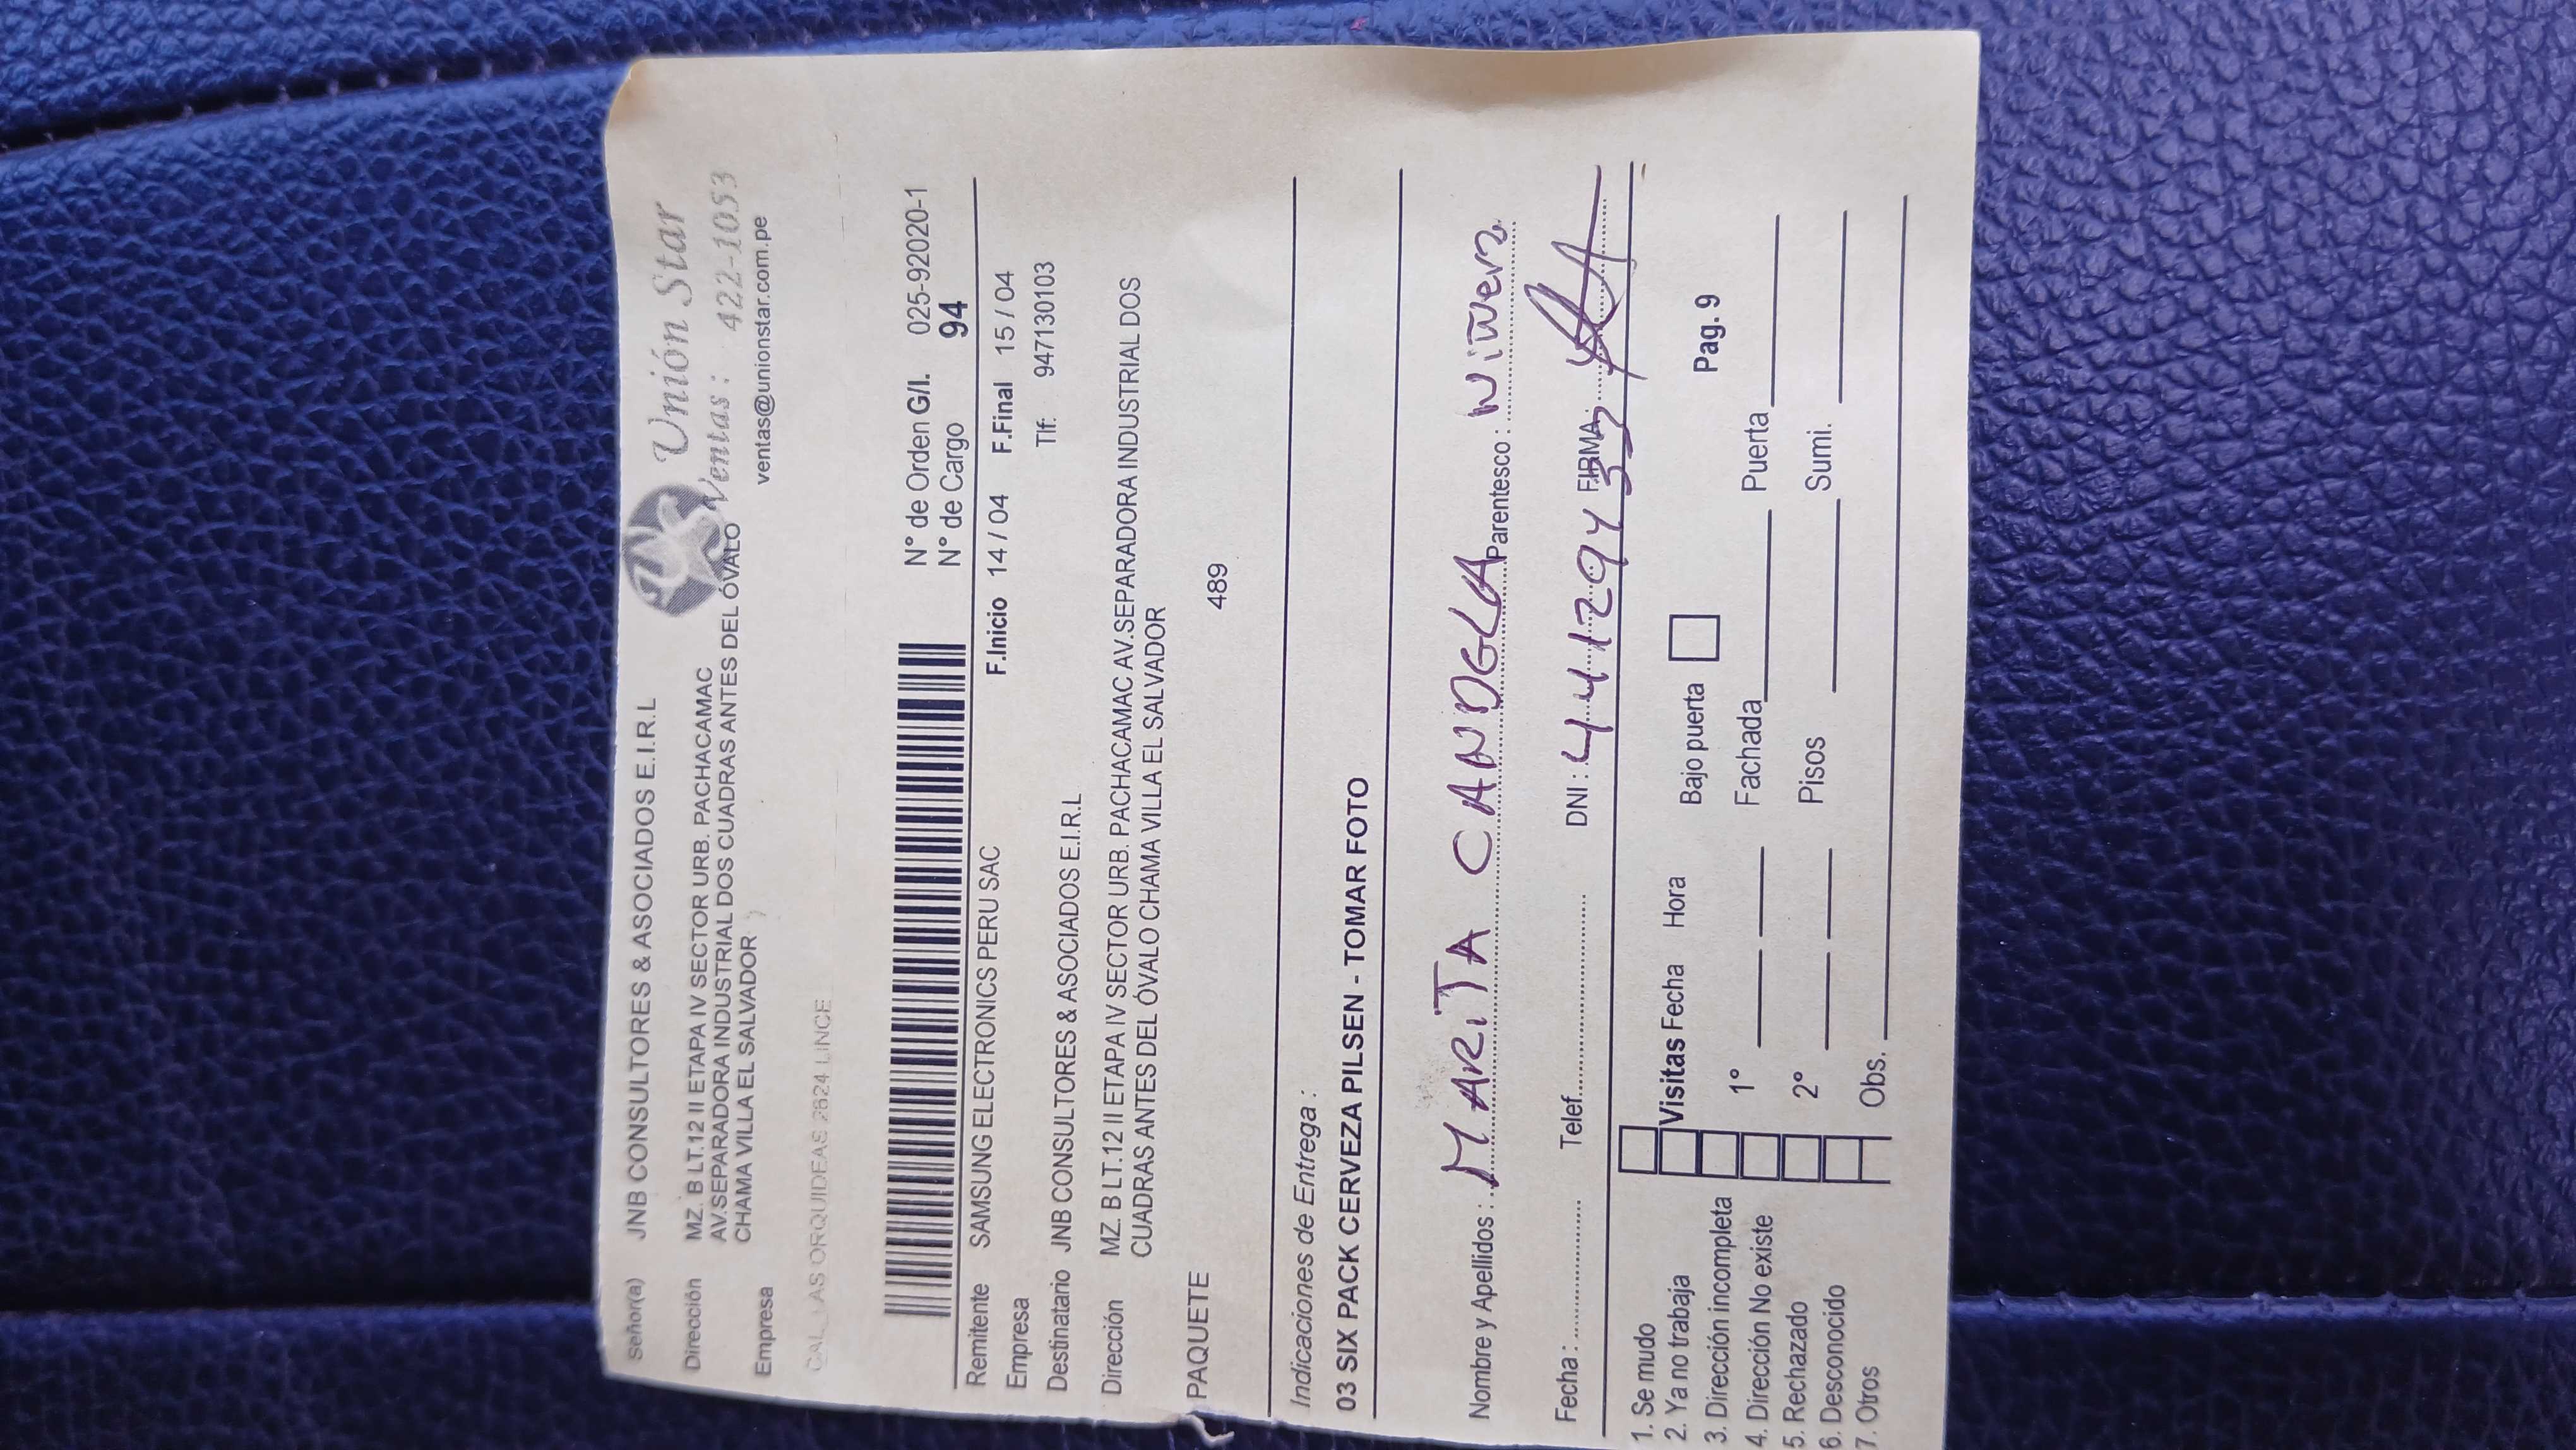 Señor(a) JNB CONSULTORES & ASOCIADOS E.I.R.L
Unión Star
Ventas : 422-1053
ventas@unionstar.com.pe
Dirección MZ. B LT.12 II ETAPA IV SECTOR URB. PACHACAMAC
AV.SEPARADORA INDUSTRIAL DOS CUADRAS ANTES DEL ÓVALO
CHAMA VILLA EL SALVADOR
Empresa
CAL_LAS ORQUIDEAS 2624 LINCE
N° de Orden G/I. 025-92020-1
N° de Cargo 94
Remitente SAMSUNG ELECTRONICS PERU SAC F.Inicio 14 / 04 F.Final 15 / 04
Empresa Tlf: 947130103
Destinatario JNB CONSULTORES & ASOCIADOS E.I.R.L
Dirección MZ. B LT.12 II ETAPA IV SECTOR URB. PACHACAMAC AV.SEPARADORA INDUSTRIAL DOS
CUADRAS ANTES DEL ÓVALO CHAMA VILLA EL SALVADOR
PAQUETE 489
Indicaciones de Entrega :
03 SIX PACK CERVEZA PILSEN - TOMAR FOTO
Nombre y Apellidos : MARITA CANDELA Parentesco : Niñera
Fecha : Telef. DNI : 44129433 FIRMA:
1. Se mudo
2. Ya no trabaja
3. Dirección incompleta
4. Dirección No existe
5. Rechazado
6. Desconocido
7. Otros
Visitas Fecha Hora Bajo puerta Pag. 9
1° Fachada Puerta
2° Pisos Sumi.
Obs.